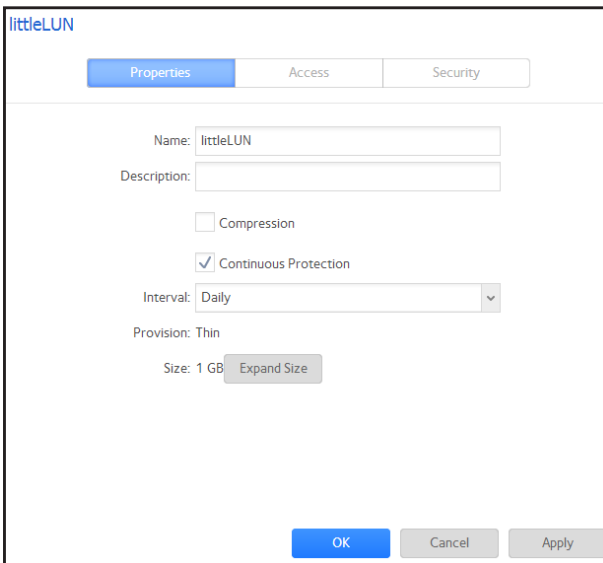 littleLUN
Properties Access Security
Name: littleLUN
Description:
Compression
Continuous Protection
Interval: Daily
Provision: Thin
Size: 1 GB Expand Size
OK Cancel Apply